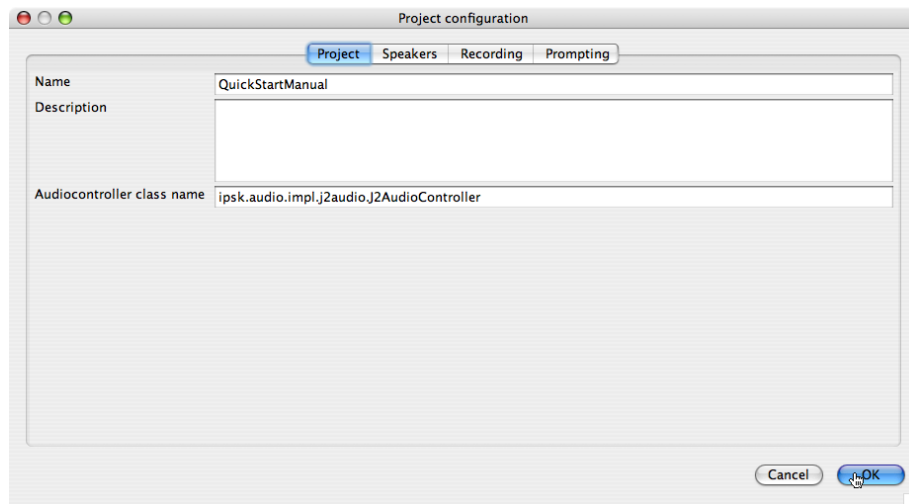 Project configuration
Project Speakers Recording Prompting
Name QuickStartManual
Description
Audiocontroller class name ipsk.audio.impl.j2audio.J2AudioController
Cancel OK